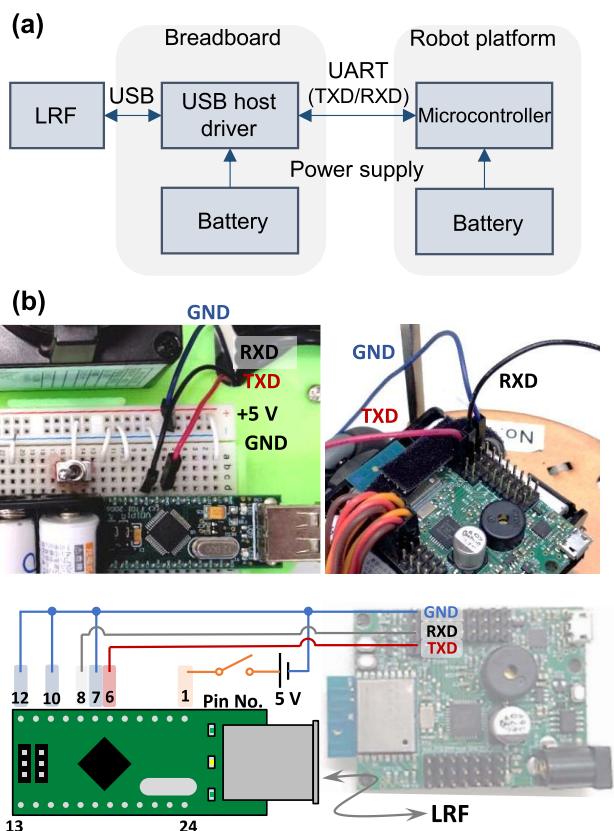 (a)
Breadboard
Robot platform
LRF
USB
USB host
driver
UART
(TXD/RXD)
Microcontroller
Power supply
Battery
Battery
(b)
GND
RXD
TXD
+5 V
GND
GND
RXD
TXD
No
GND
RXD
TXD
12
10
8
7
6
1
Pin No.
5 V
13
24
LRF